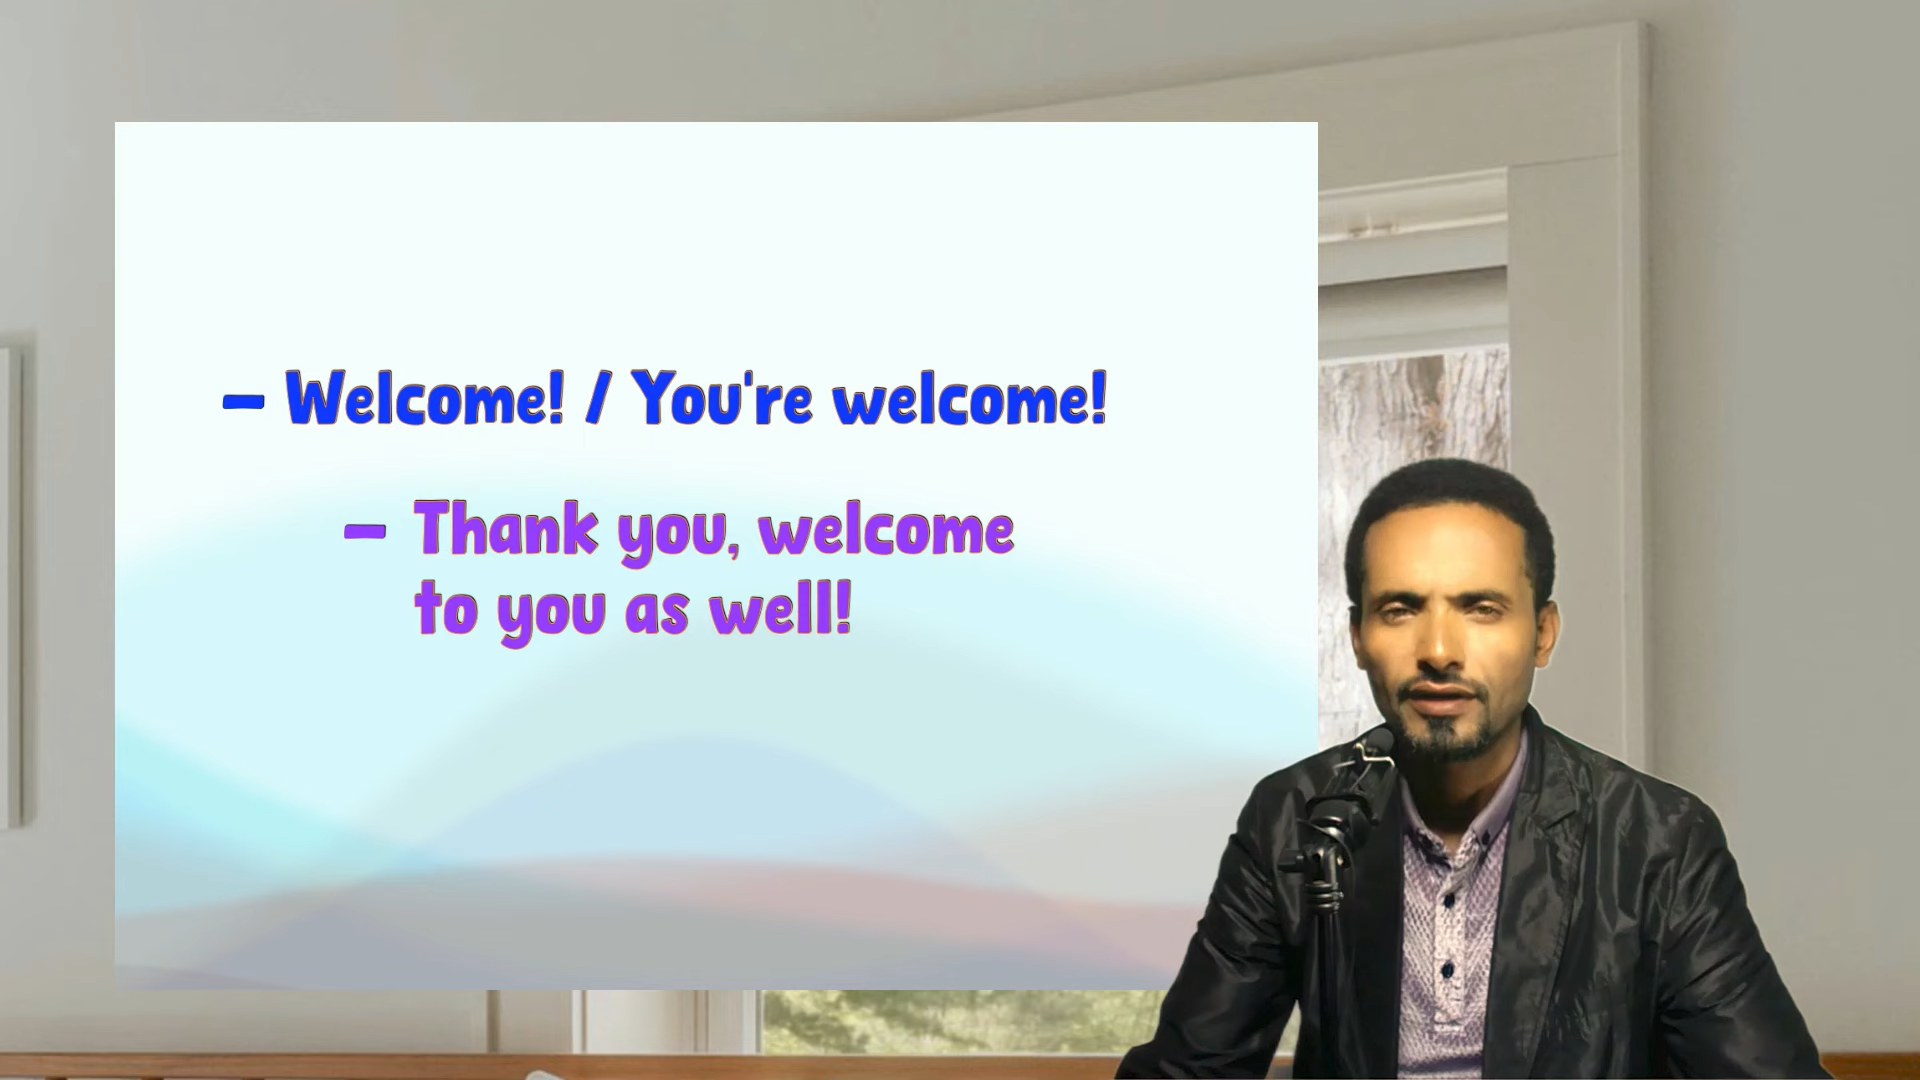 – Welcome! / You're welcome!
– Thank you, welcome
to you as well!